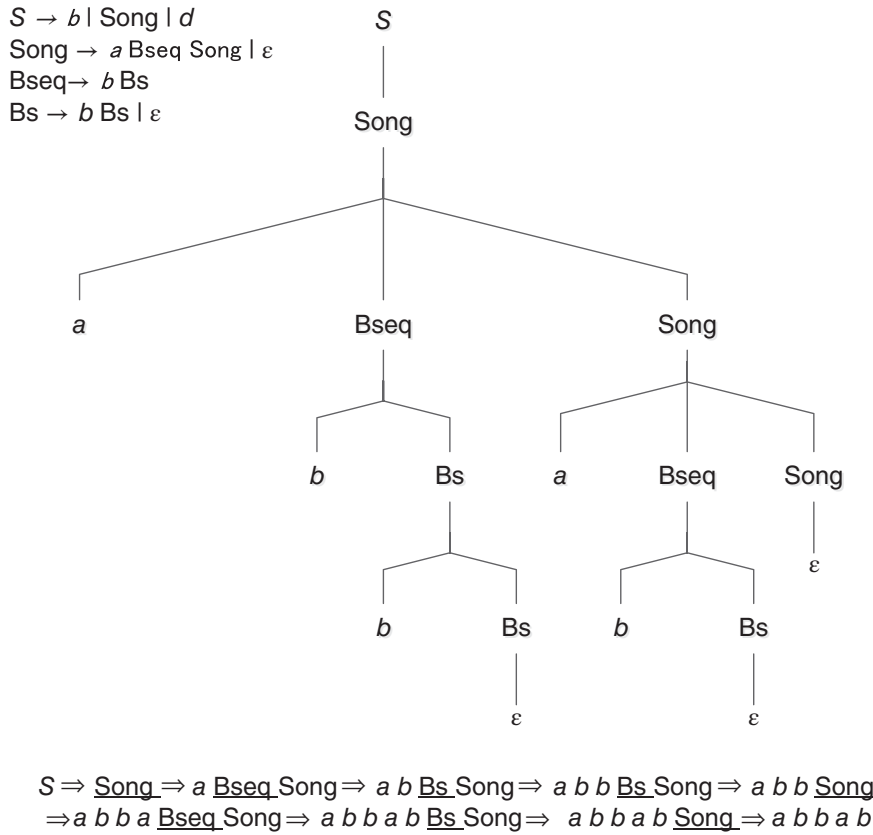 S → b | Song | d
Song → a Bseq Song | ε
Bseq→ b Bs
Bs → b Bs | ε
S
Song
a Bseq Song
b Bs a Bseq Song
ε
b Bs b Bs
ε ε
S ⇒ Song ⇒ a Bseq Song ⇒ a b Bs Song ⇒ a b b Bs Song ⇒ a b b Song
⇒a b b a Bseq Song ⇒ a b b a b Bs Song ⇒ a b b a b Song ⇒ a b b a b